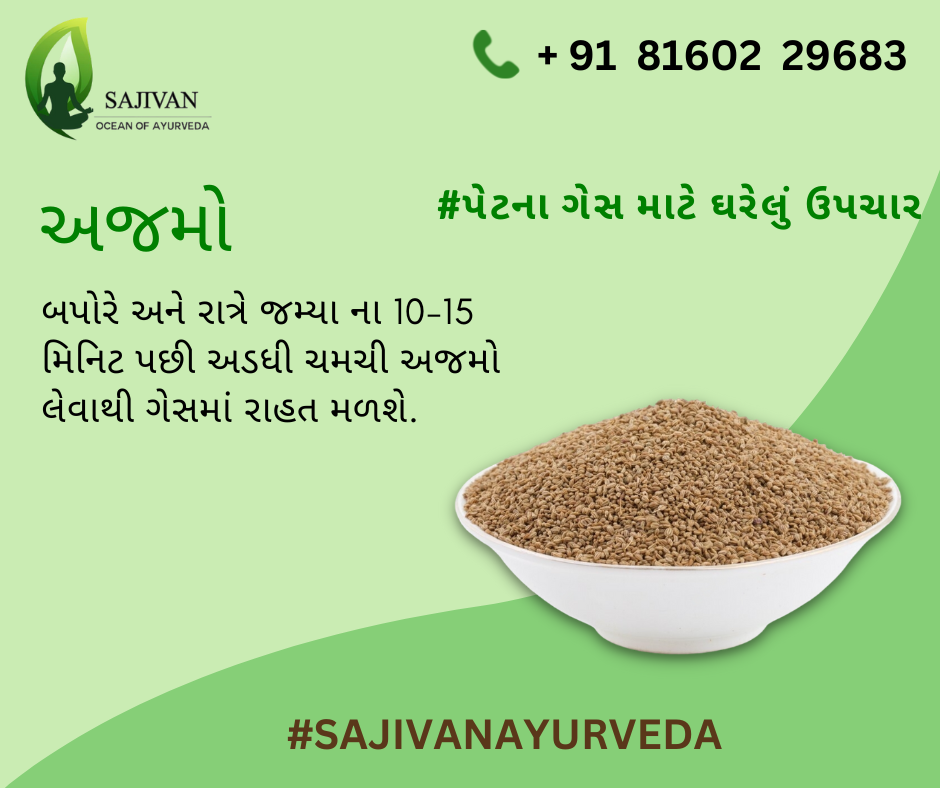 SAJIVAN
OCEAN OF AYURVEDA
+ 91 81602 29683
#પેટના ગેસ માટે ઘરેલું ઉપચાર
અજમો
બપોરે અને રાત્રે જમ્યા ના 10-15
મિનિટ પછી અડધી ચમચી અજમો
લેવાથી ગેસમાં રાહત મળશે.
#SAJIVANAYURVEDA